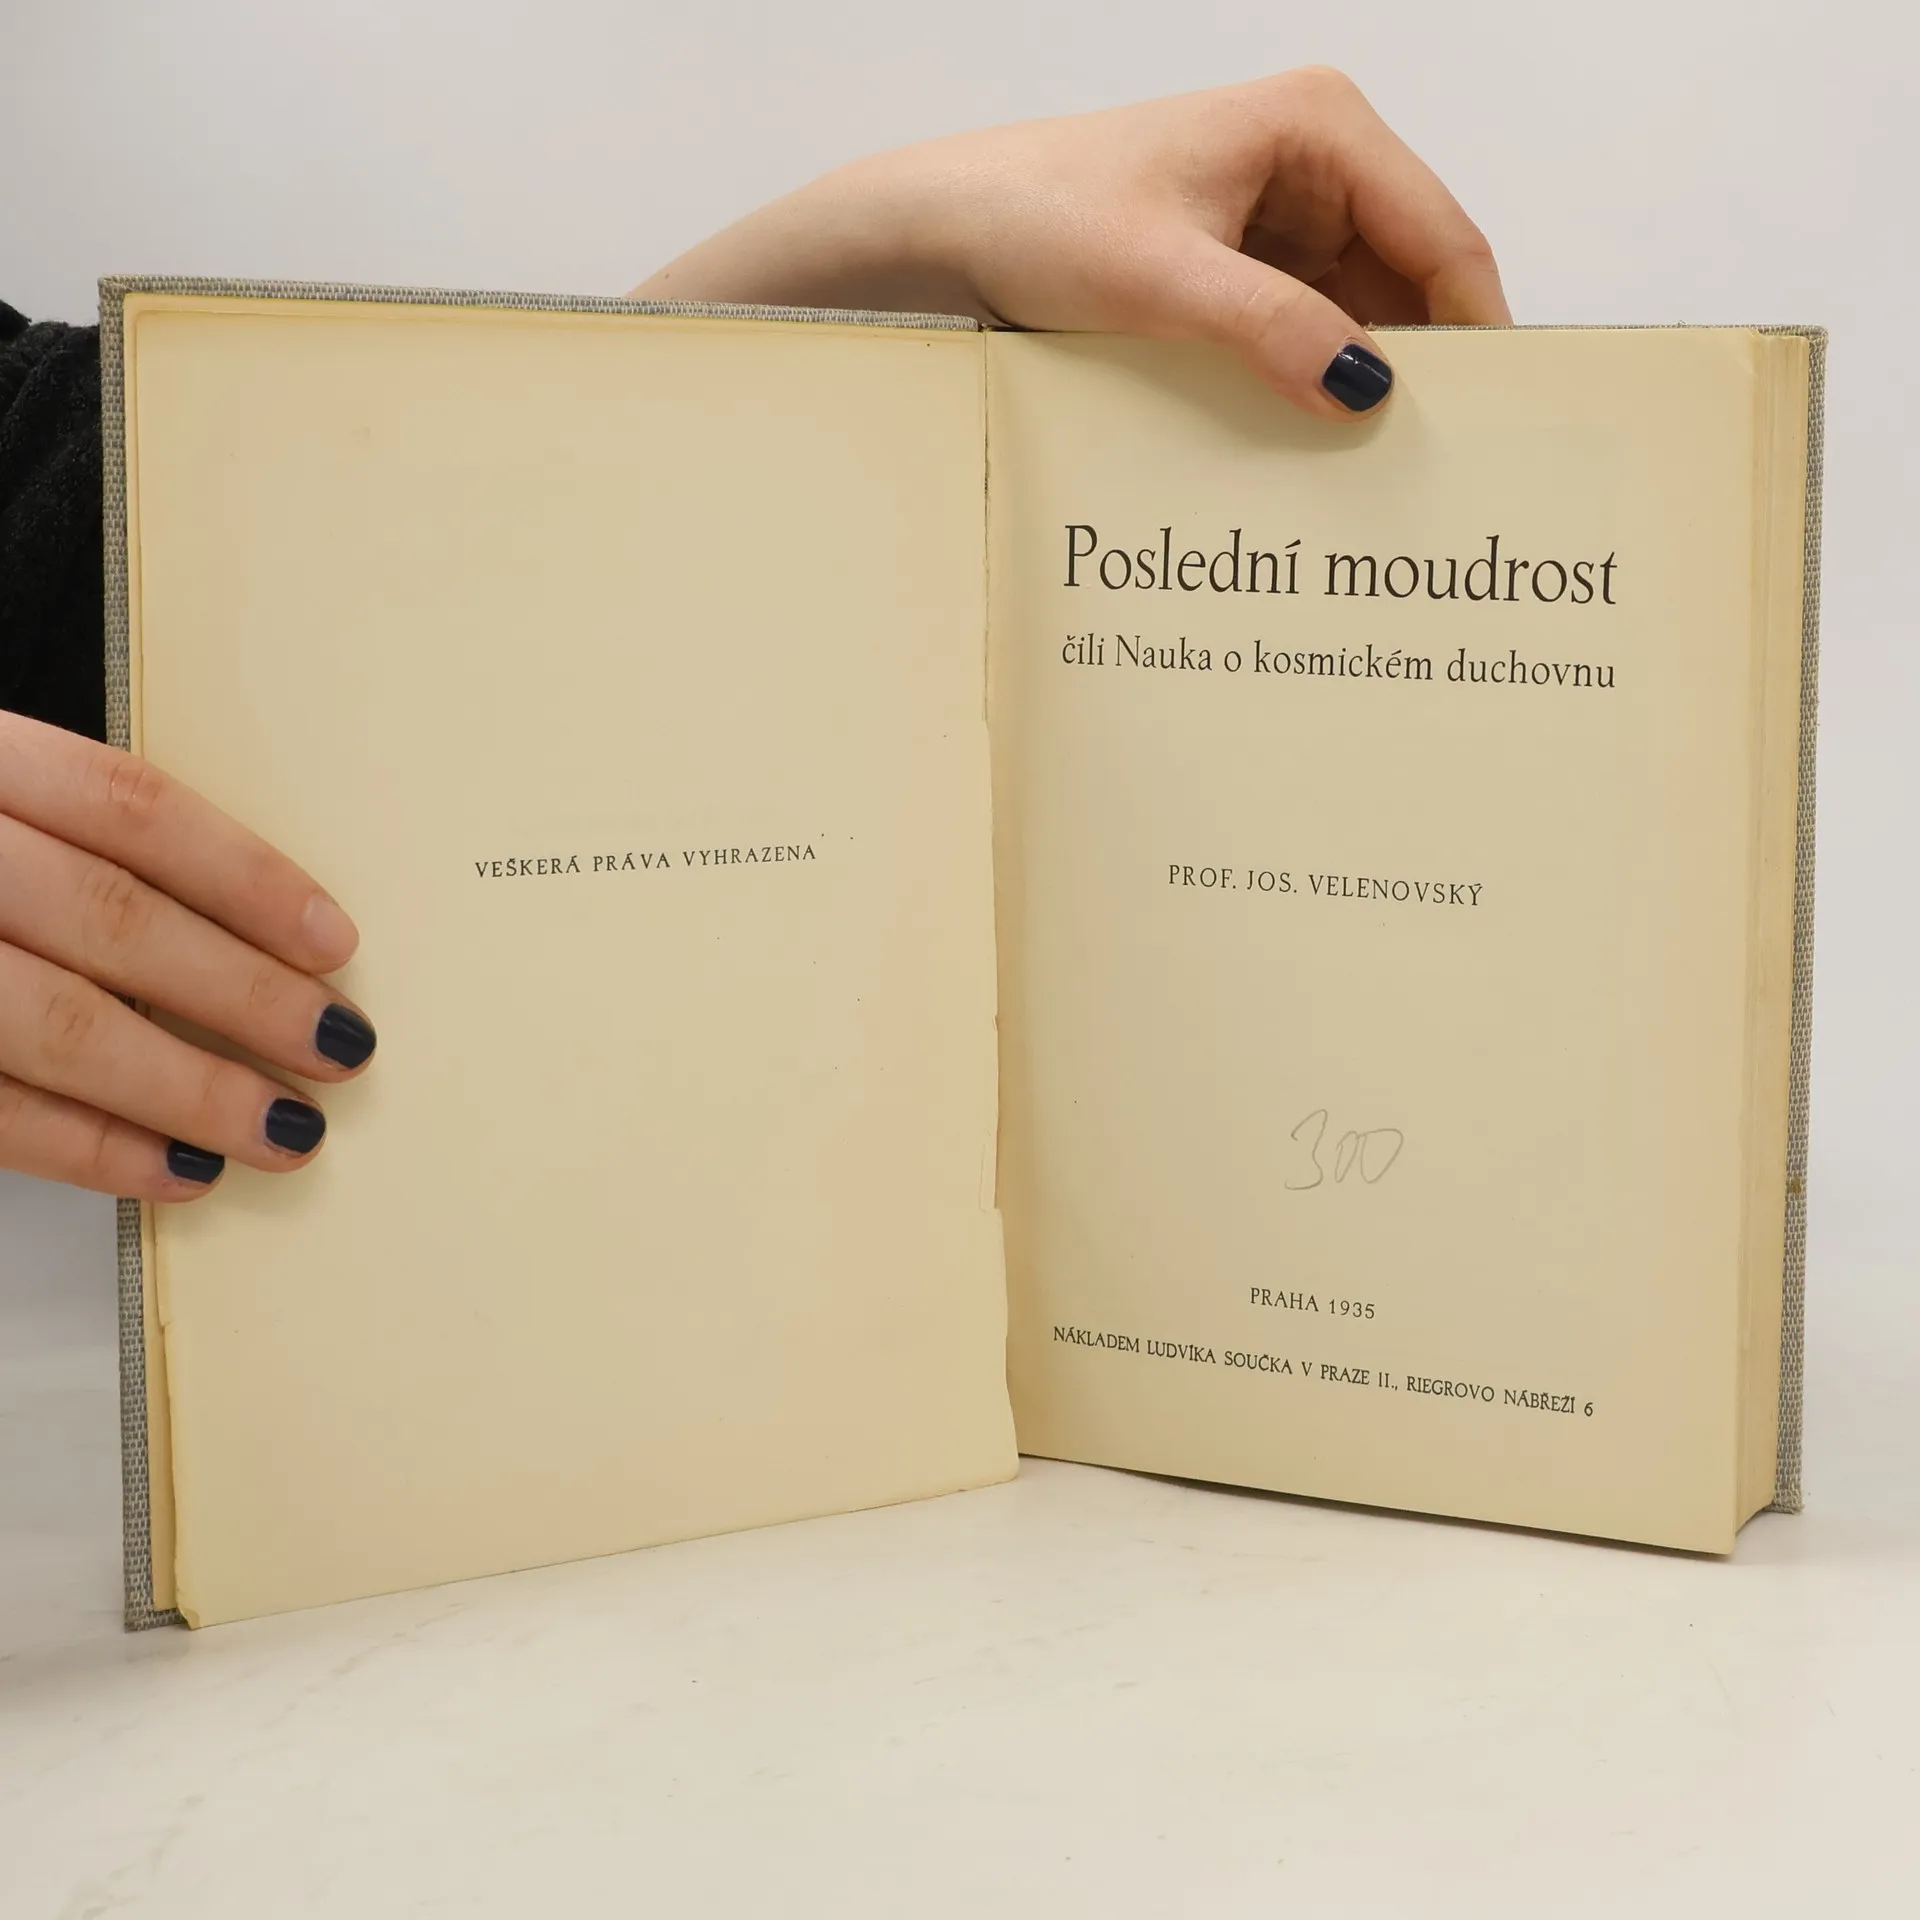 VEŠKERÁ PRÁVA VYHRAZENA
Poslední moudrost
čili Nauka o kosmickém duchovnu
PROF. JOS. VELENOVSKÝ
300
PRAHA 1935
NÁKLADEM LUDVÍKA SOUČKA V PRAZE II., RIEGROVO NÁBŘEŽÍ 6